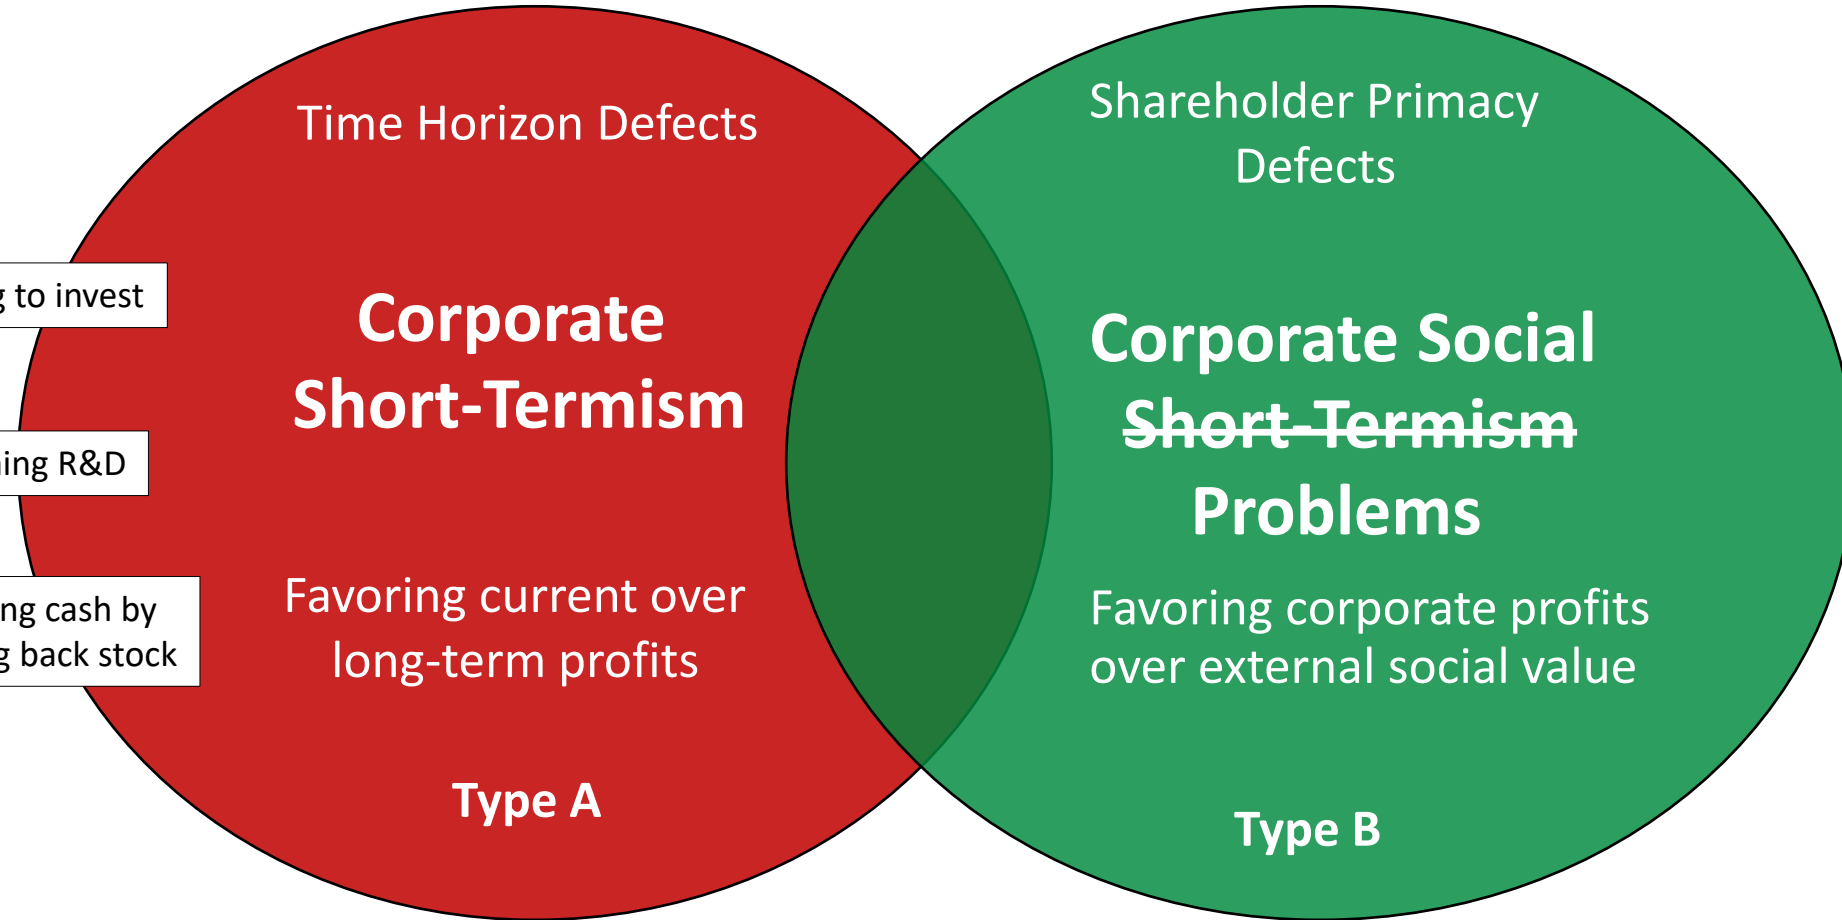 Time Horizon Defects
Corporate
Short-Termism
Favoring current over
long-term profits
Type A
to invest
R&D
cash by
back stock
Shareholder Primacy
Defects
Corporate Social
Short-Termism
Problems
Favoring corporate profits
over external social value
Type B